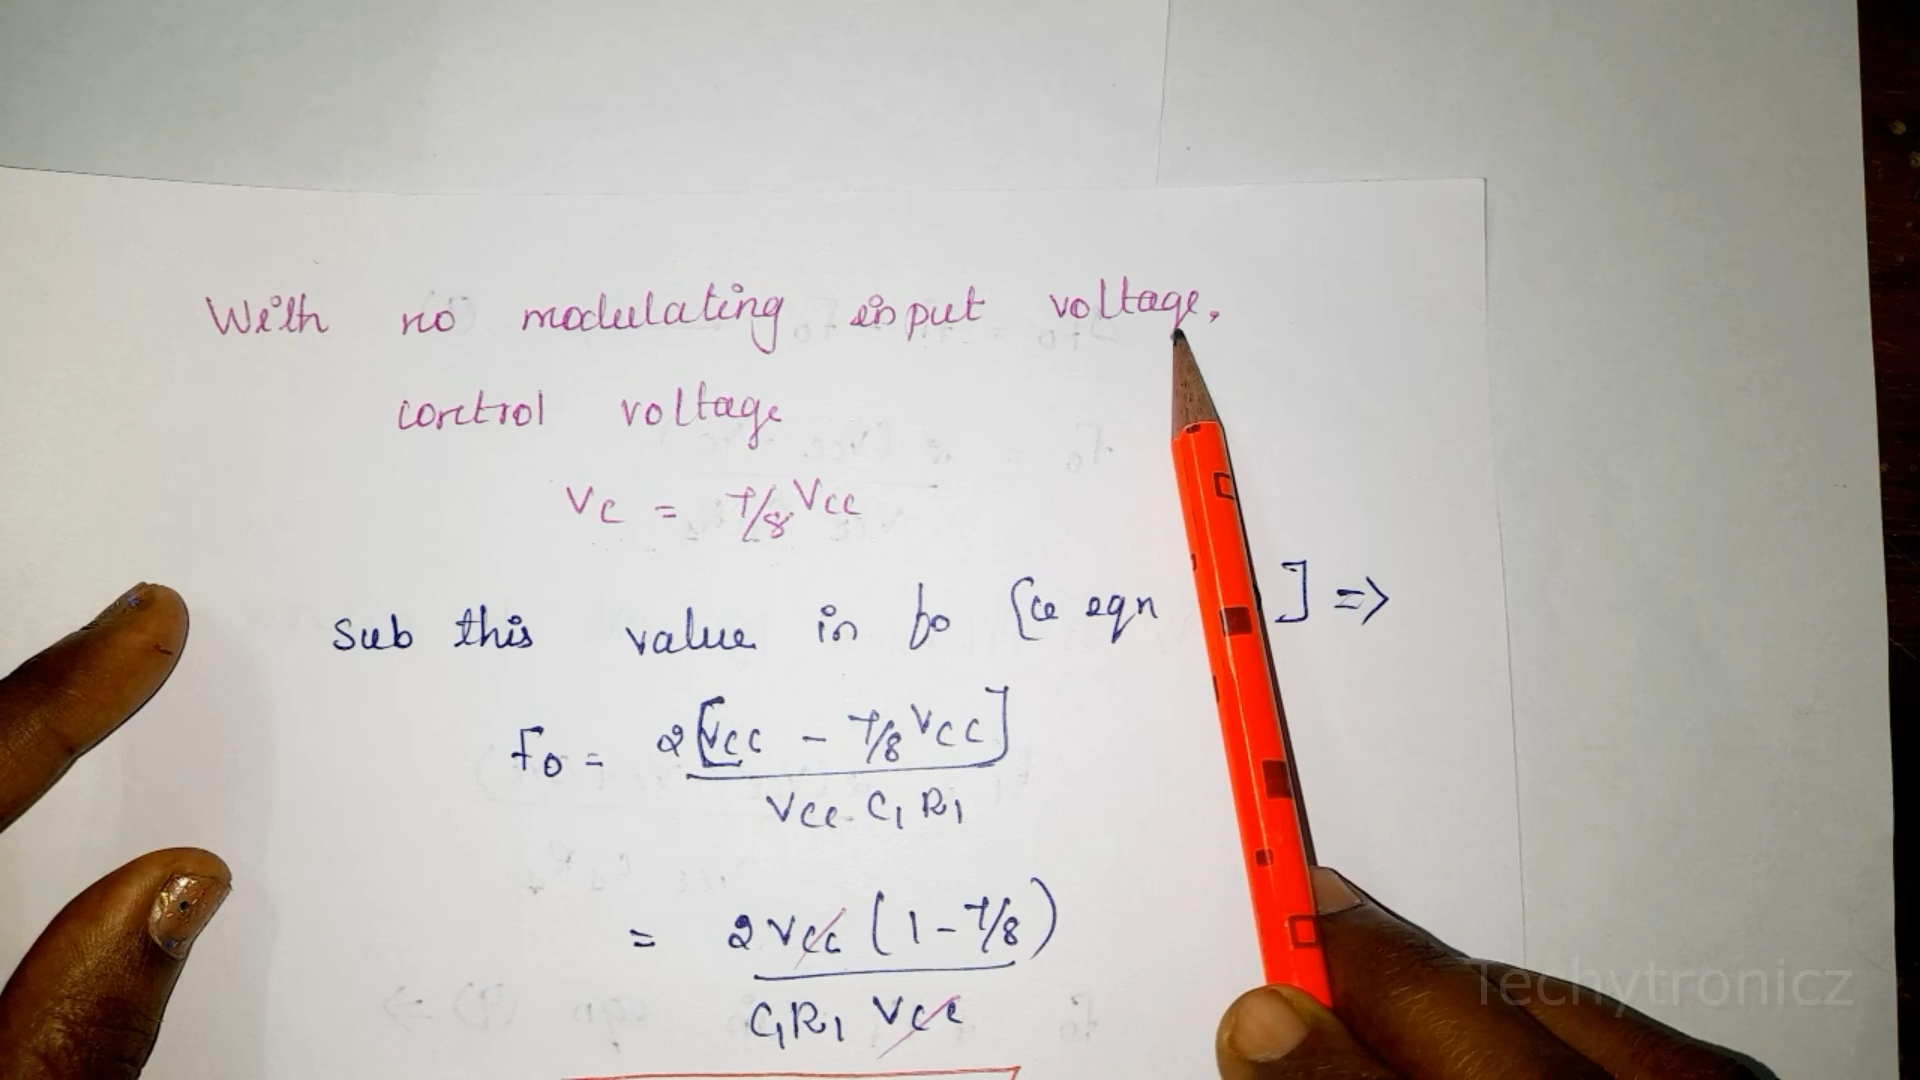 With no modulating input voltage,
control voltage
Vc = 7/8 Vcc
Sub this value in fo [ie eqn ] =>
Fo = 2[Vcc - 7/8 Vcc]
Vcc. C1 R1
= 2Vcc (1 - 7/8)
C1R1 Vcc
Techytronicz